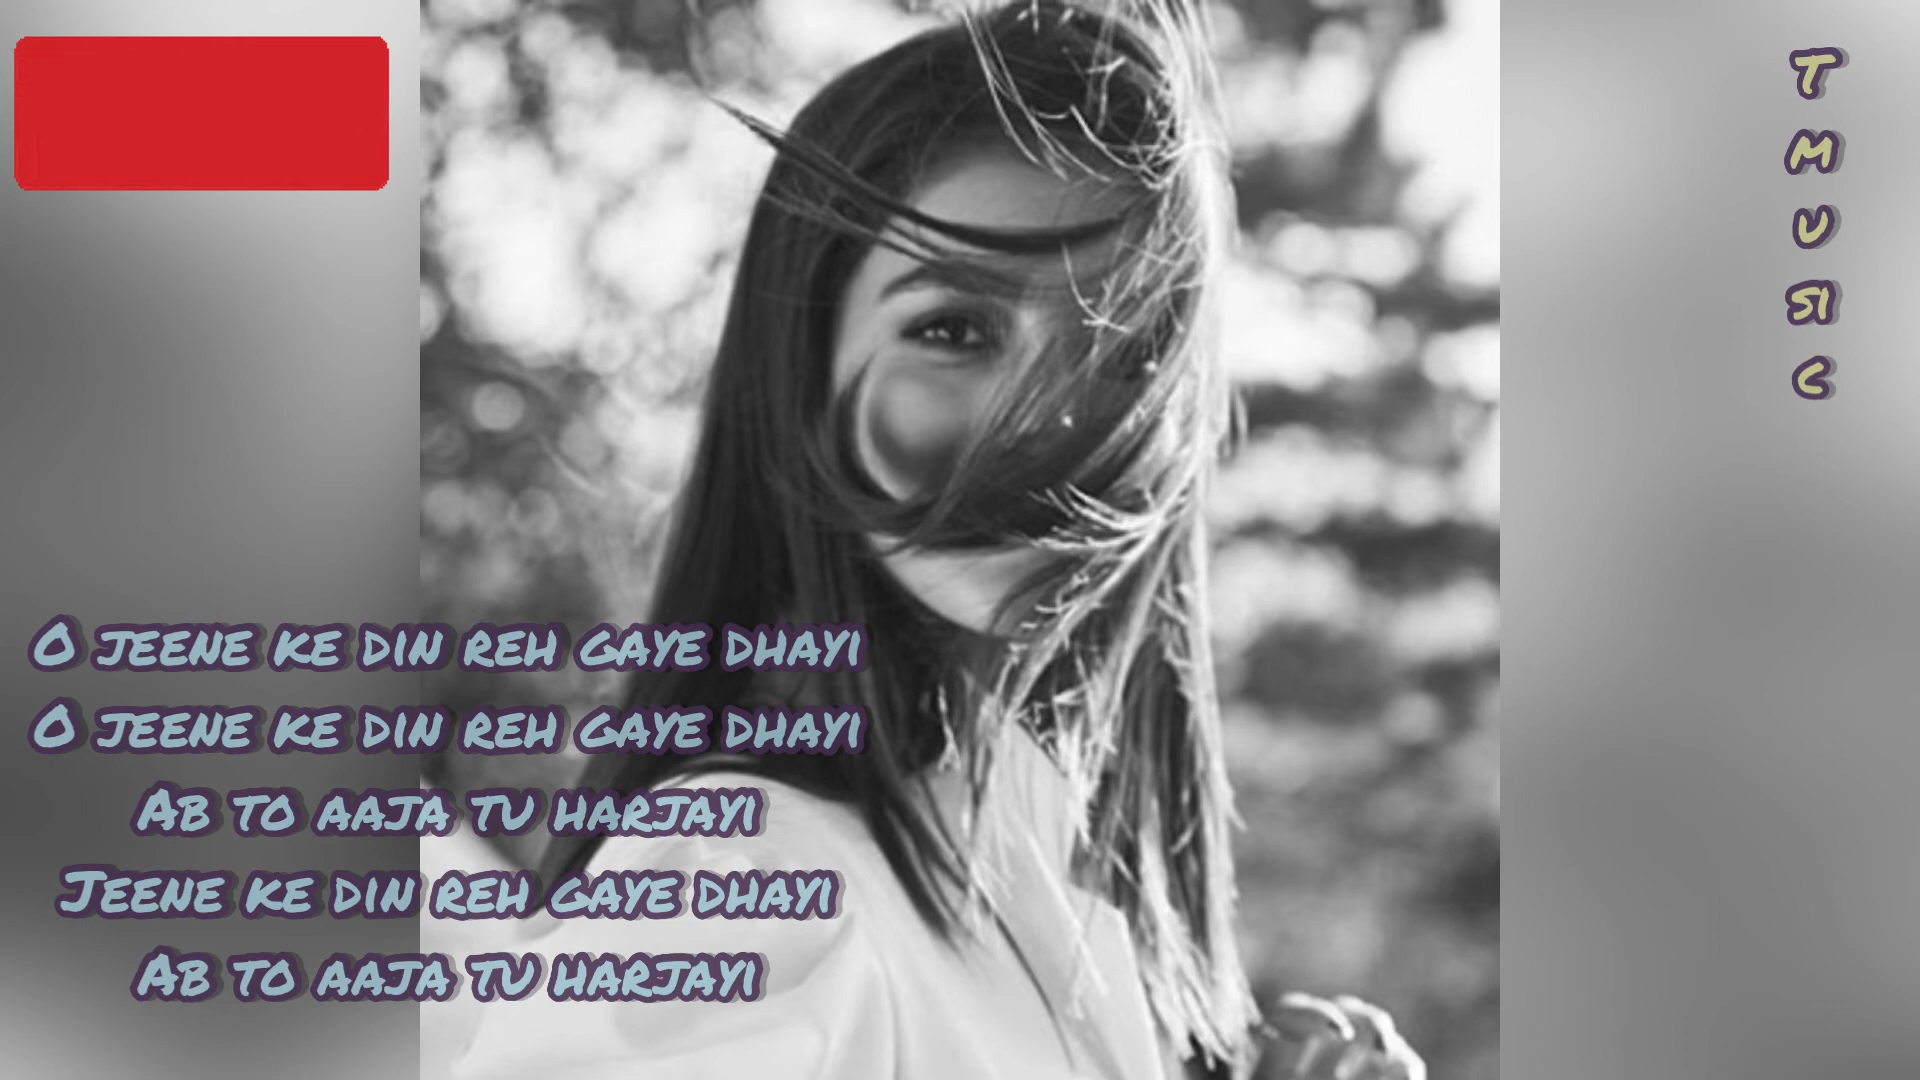 O jeene ke din reh gaye dhayi
O jeene ke din reh gaye dhayi
Ab to aaja tu harjayi
Jeene ke din reh gaye dhayi
Ab to aaja tu harjayi
T
M
U
SI
C